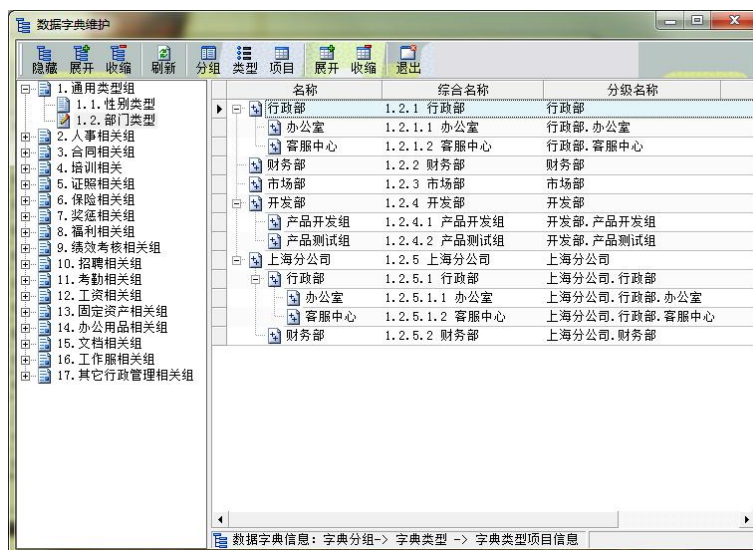 数据字典维护
隐藏 展开 收缩 刷新 分组 类型 项目 展开 收缩 退出
1.通用类型组
1.1.性别类型
1.2.部门类型
2.人事相关组
3.合同相关组
4.培训相关
5.证照相关组
6.保险相关组
7.奖惩相关组
8.福利相关组
9.绩效考核相关组
10.招聘相关组
11.考勤相关组
12.工资相关组
13.固定资产相关组
14.办公用品相关组
15.文档相关组
16.工作服相关组
17.其它行政管理相关组
名称 综合名称 分级名称
行政部 1.2.1 行政部 行政部
办公室 1.2.1.1 办公室 行政部.办公室
客服中心 1.2.1.2 客服中心 行政部.客服中心
财务部 1.2.2 财务部 财务部
市场部 1.2.3 市场部 市场部
开发部 1.2.4 开发部 开发部
产品开发组 1.2.4.1 产品开发组 开发部.产品开发组
产品测试组 1.2.4.2 产品测试组 开发部.产品测试组
上海分公司 1.2.5 上海分公司 上海分公司
行政部 1.2.5.1 行政部 上海分公司.行政部
办公室 1.2.5.1.1 办公室 上海分公司.行政部.办公室
客服中心 1.2.5.1.2 客服中心 上海分公司.行政部.客服中心
财务部 1.2.5.2 财务部 上海分公司.财务部
数据字典信息: 字典分组-> 字典类型 -> 字典类型项目信息